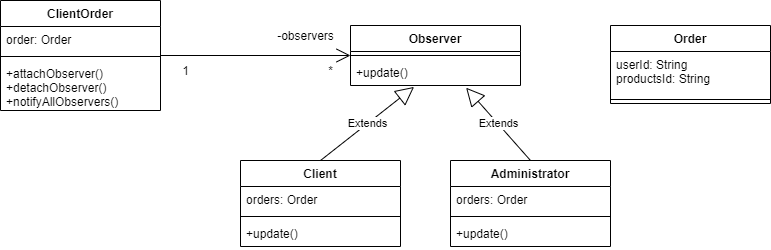 ClientOrder
order: Order
+attachObserver()
+detachObserver()
+notifyAllObservers()
-observers
1
*
Observer
+update()
Order
userId: String
productsId: String
Extends
Extends
Client
orders: Order
+update()
Administrator
orders: Order
+update()